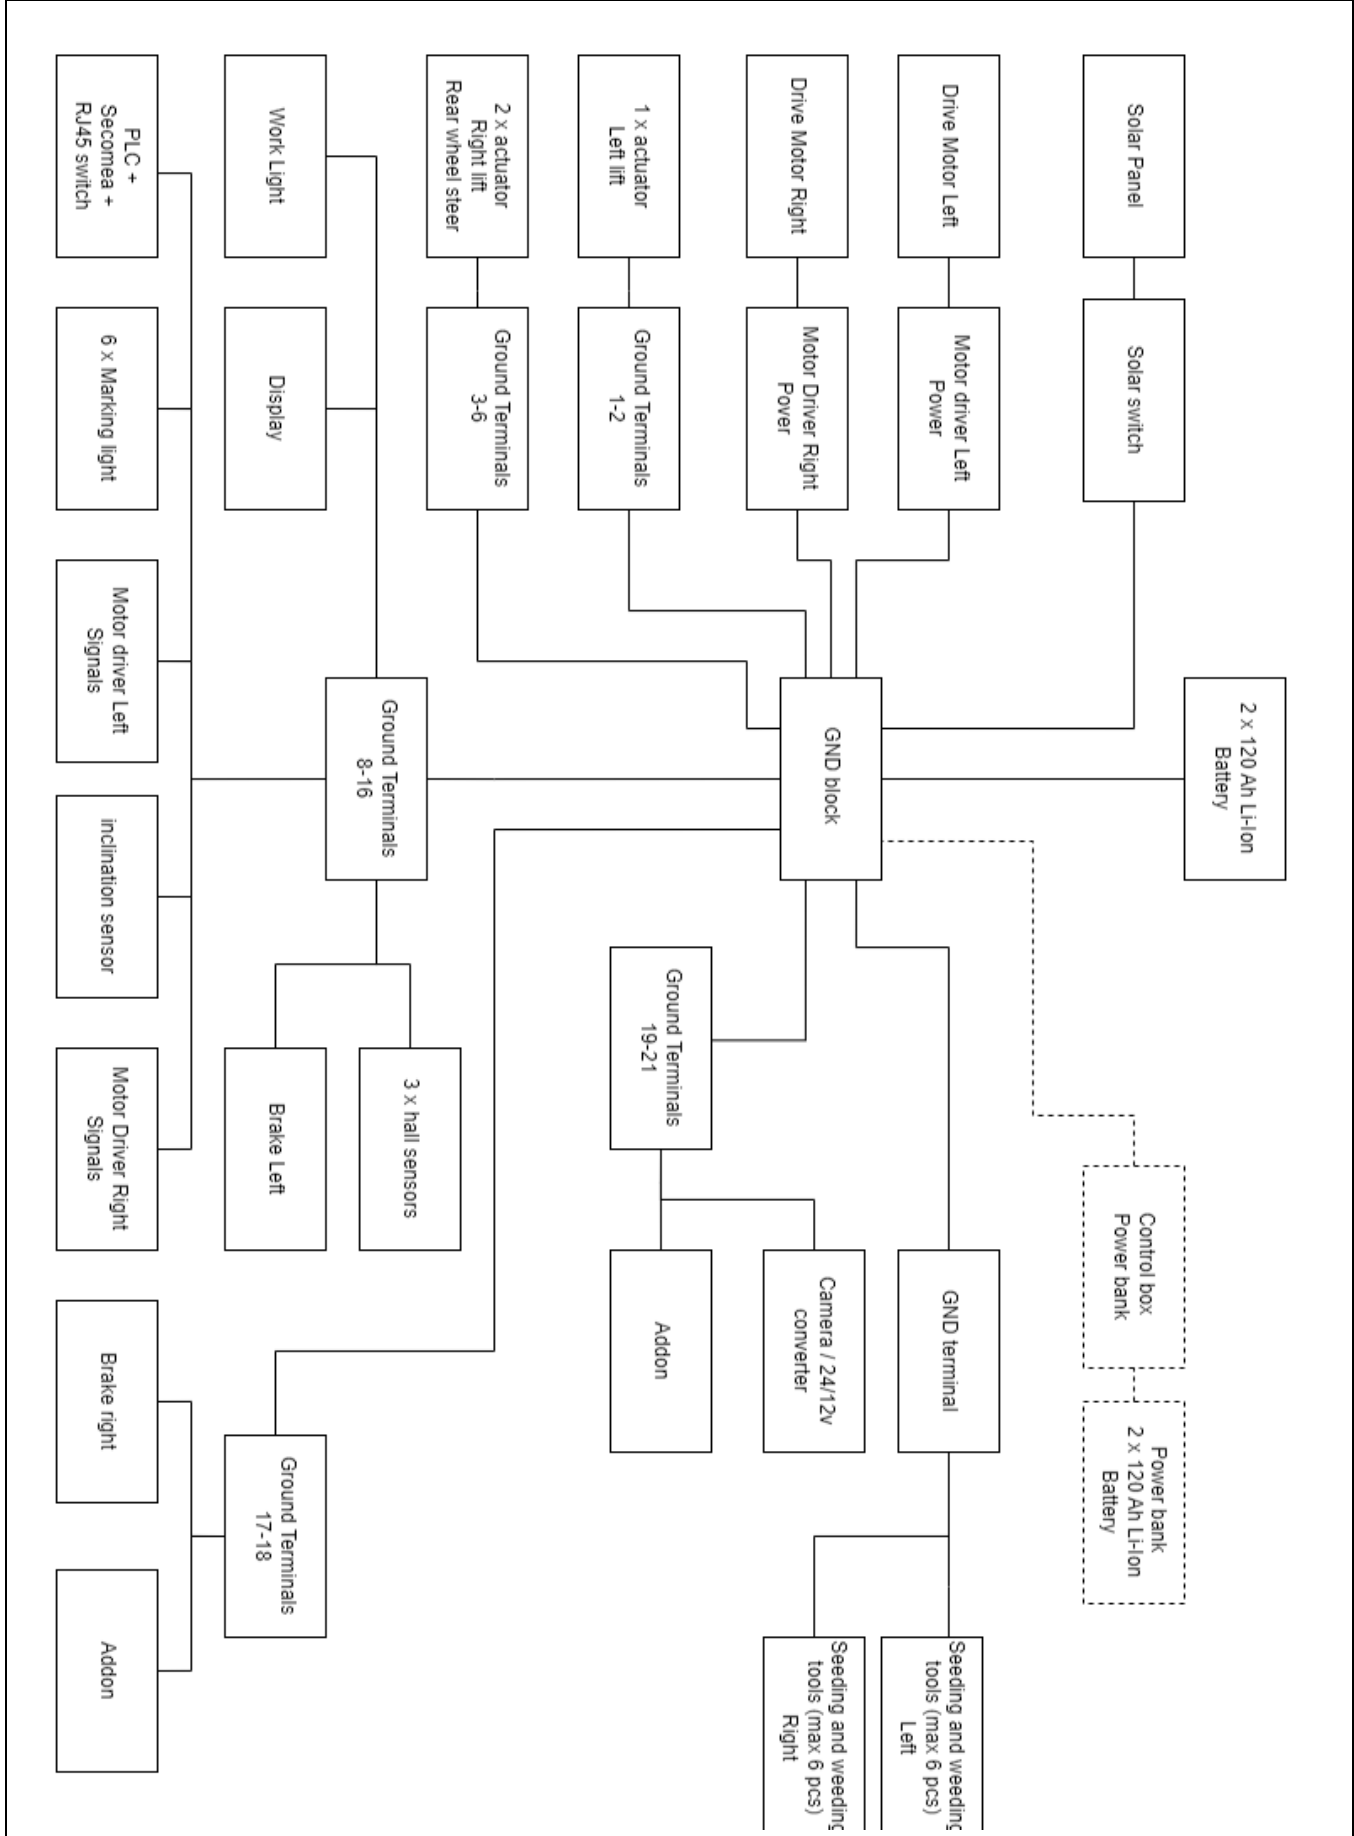 2 x 120 Ah Li-Ion
Battery
Solar Panel
Solar switch
Control box
Power bank
Power bank
2 x 120 Ah Li-Ion
Battery
Drive Motor Left
Motor driver Left
Power
GND terminal
Seeding and weeding
tools (max 6 pcs)
Left
Drive Motor Right
Motor Driver Right
Pover
GND block
Camera / 24/12v
converter
Seeding and weeding
tools (max 6 pcs)
Right
1 x actuator
Left lift
Ground Terminals
1-2
Ground Terminals
19-21
Addon
2 x actuator
Right lift
Rear wheel steer
Ground Terminals
3-6
Ground Terminals
8-16
3 x hall sensors
Work Light
Display
Brake Left
Ground Terminals
17-18
PLC +
Secomea +
RJ45 switch
6 x Marking light
Motor driver Left
Signals
inclination sensor
Motor Driver Right
Signals
Brake right
Addon